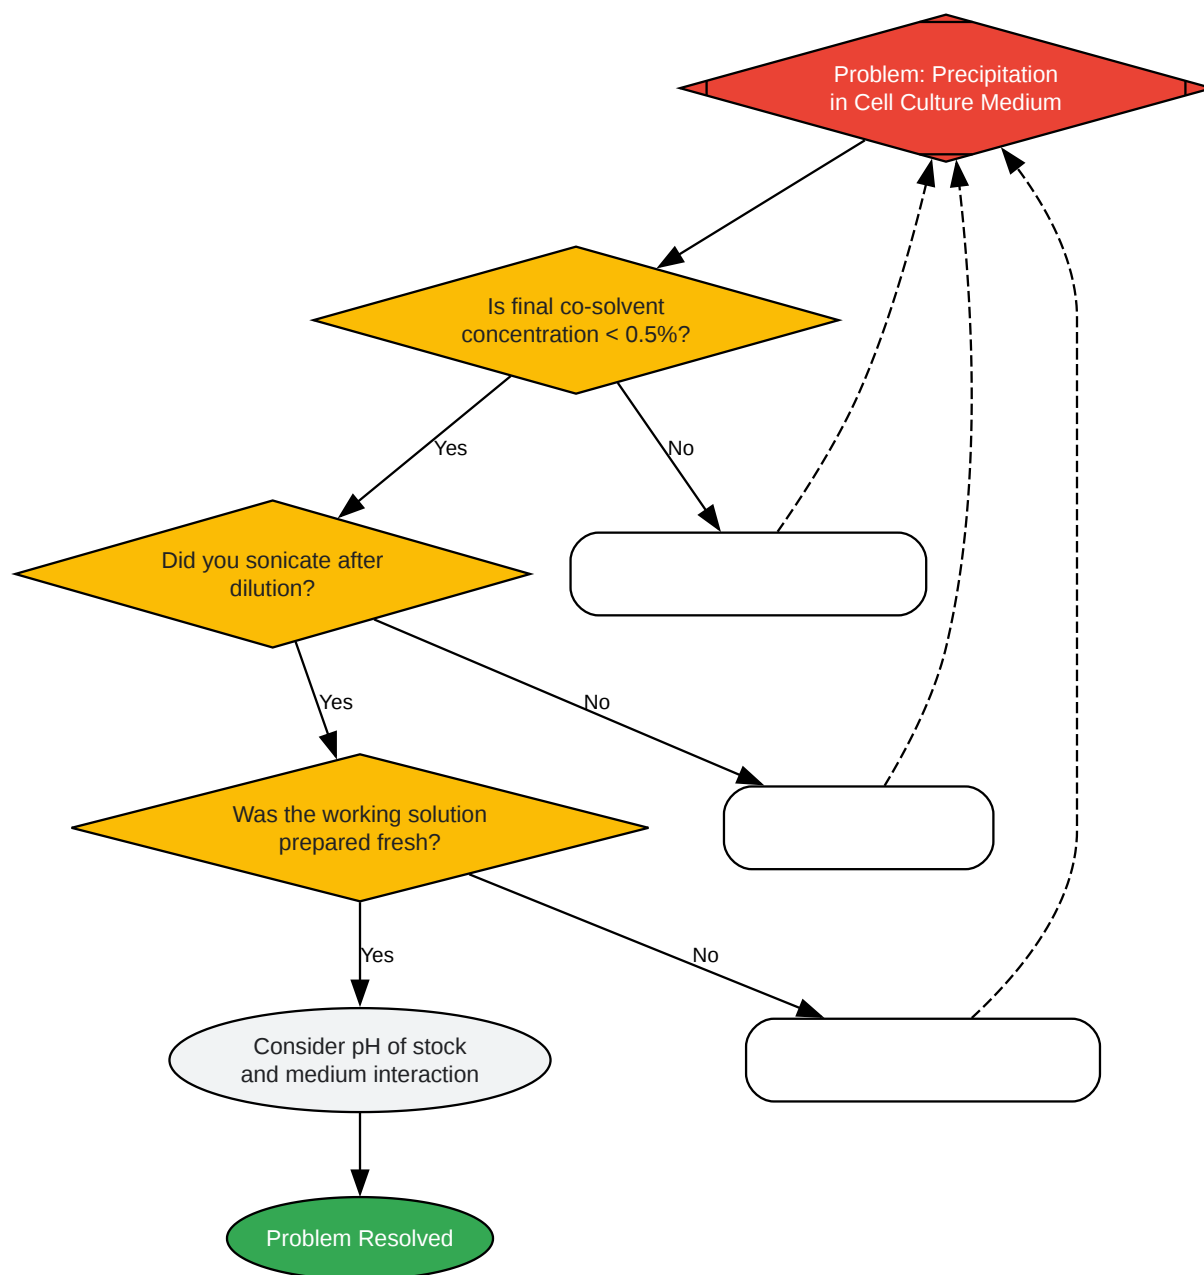 Problem: Precipitation
in Cell Culture Medium
Is final co-solvent
concentration < 0.5%?
Yes
No
Did you sonicate after
dilution?
Yes
No
Was the working solution
prepared fresh?
Yes
No
Consider pH of stock
and medium interaction
Problem Resolved